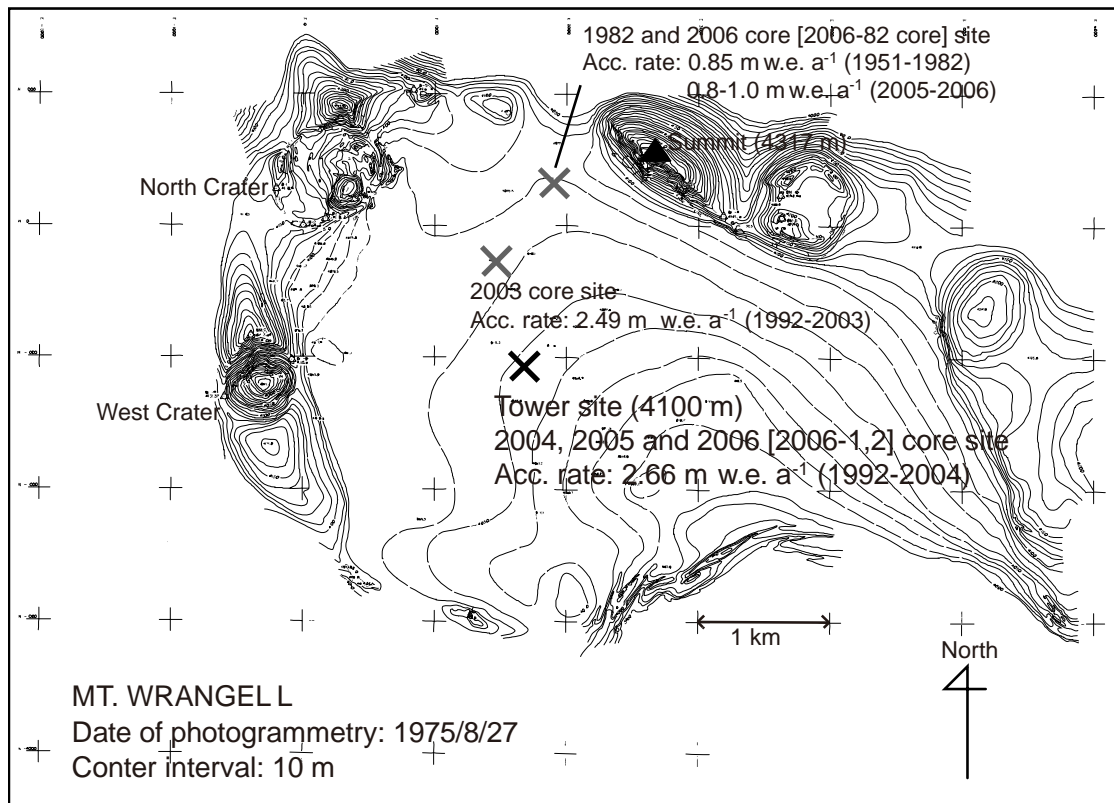 1982 and 2006 core [2006-82 core] site
Acc. rate: 0.85 m w.e. a⁻¹ (1951-1982)
0.8-1.0 m w.e. a⁻¹ (2005-2006)
Summit (4317 m)
North Crater
2003 core site
Acc. rate: 2.49 m w.e. a⁻¹ (1992-2003)
West Crater
Tower site (4100 m)
2004, 2005 and 2006 [2006-1,2] core site
Acc. rate: 2.66 m w.e. a⁻¹ (1992-2004)
1 km
North
MT. WRANGELL
Date of photogrammetry: 1975/8/27
Conter interval: 10 m